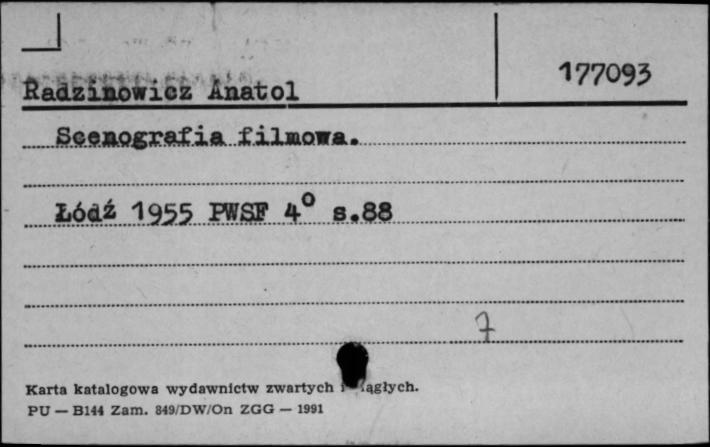 177093
Radzinowicz Anatol
Scenografia filmowa.
Łódź 1955 PWSF 4° s.88
7
Karta katalogowa wydawnictw zwartych i ciągłych.
PU — B144 Zam. 849/DW/On ZGG — 1991